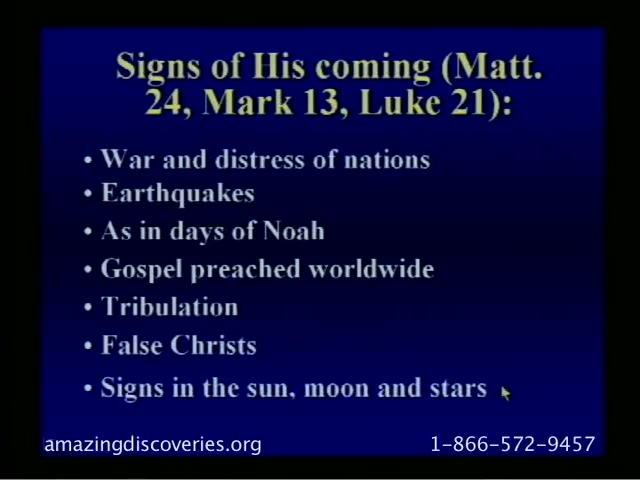 Signs of His coming (Matt.
24, Mark 13, Luke 21):
• War and distress of nations
• Earthquakes
• As in days of Noah
• Gospel preached worldwide
• Tribulation
• False Christs
• Signs in the sun, moon and stars
amazingdiscoveries.org 1-866-572-9457